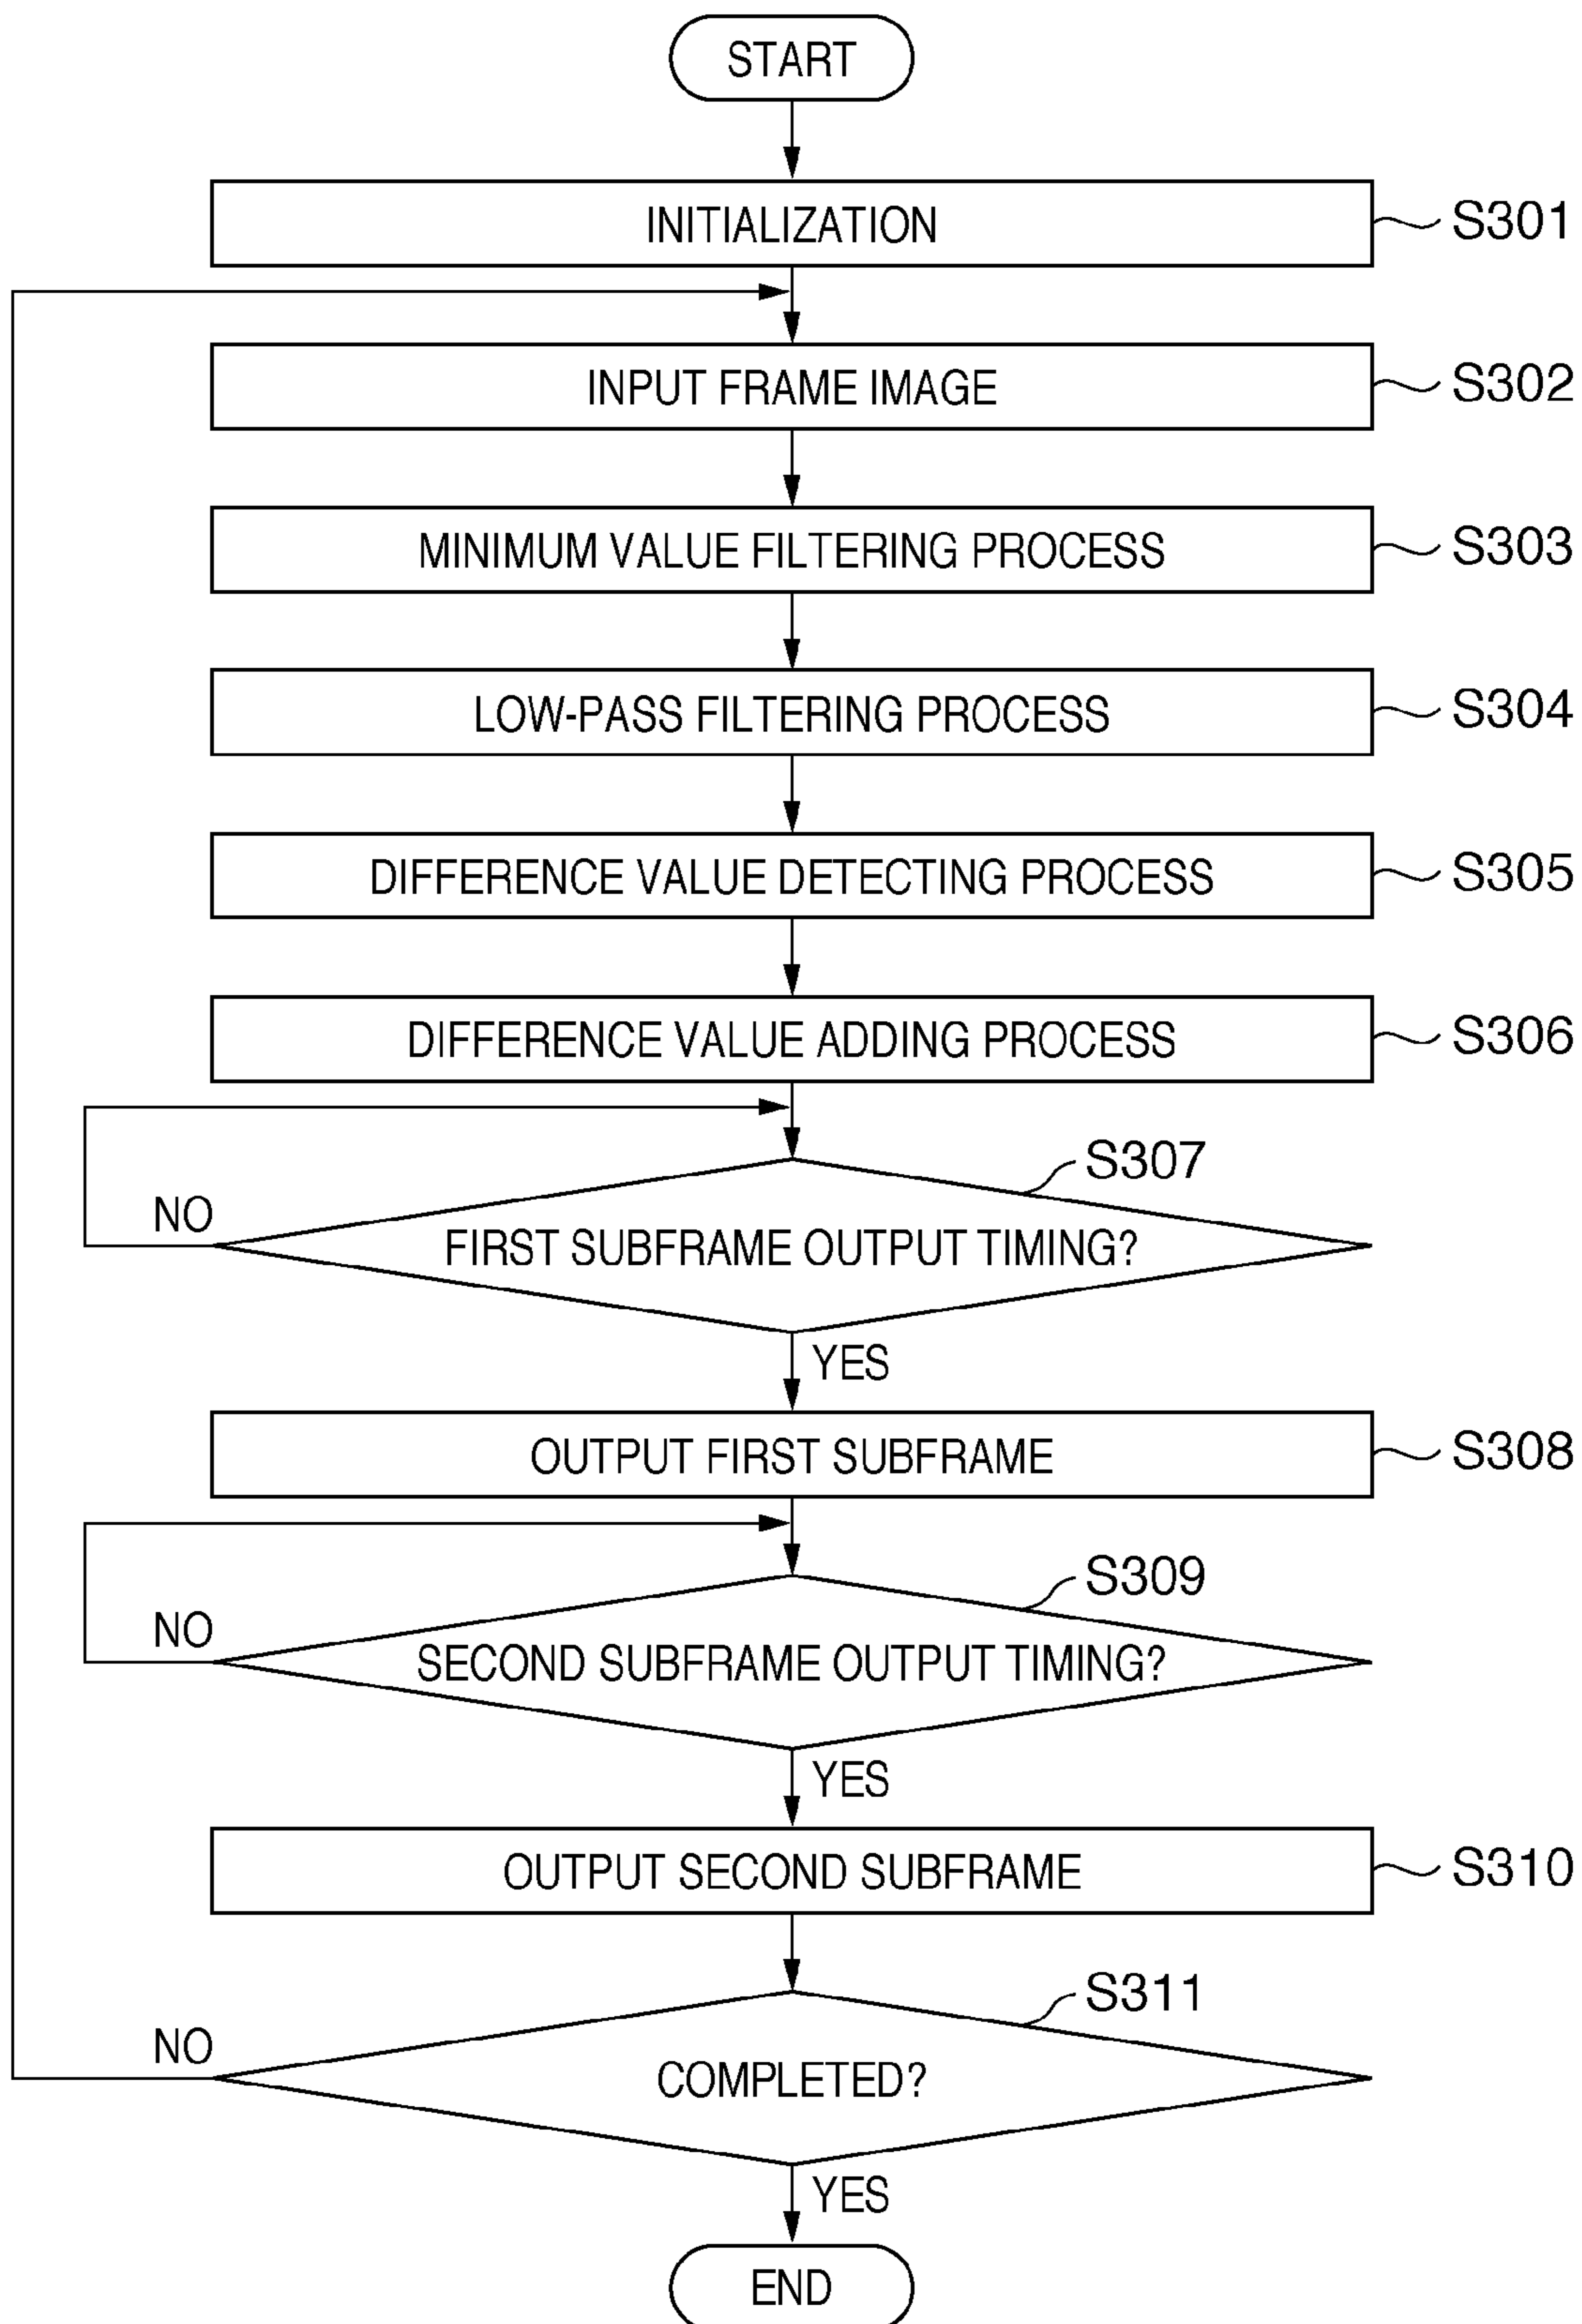 START
INITIALIZATION
S301
INPUT FRAME IMAGE
S302
MINIMUM VALUE FILTERING PROCESS
S303
LOW-PASS FILTERING PROCESS
S304
DIFFERENCE VALUE DETECTING PROCESS
S305
DIFFERENCE VALUE ADDING PROCESS
S306
S307
NO
FIRST SUBFRAME OUTPUT TIMING?
YES
OUTPUT FIRST SUBFRAME
S308
S309
NO
SECOND SUBFRAME OUTPUT TIMING?
YES
OUTPUT SECOND SUBFRAME
S310
S311
NO
COMPLETED?
YES
END